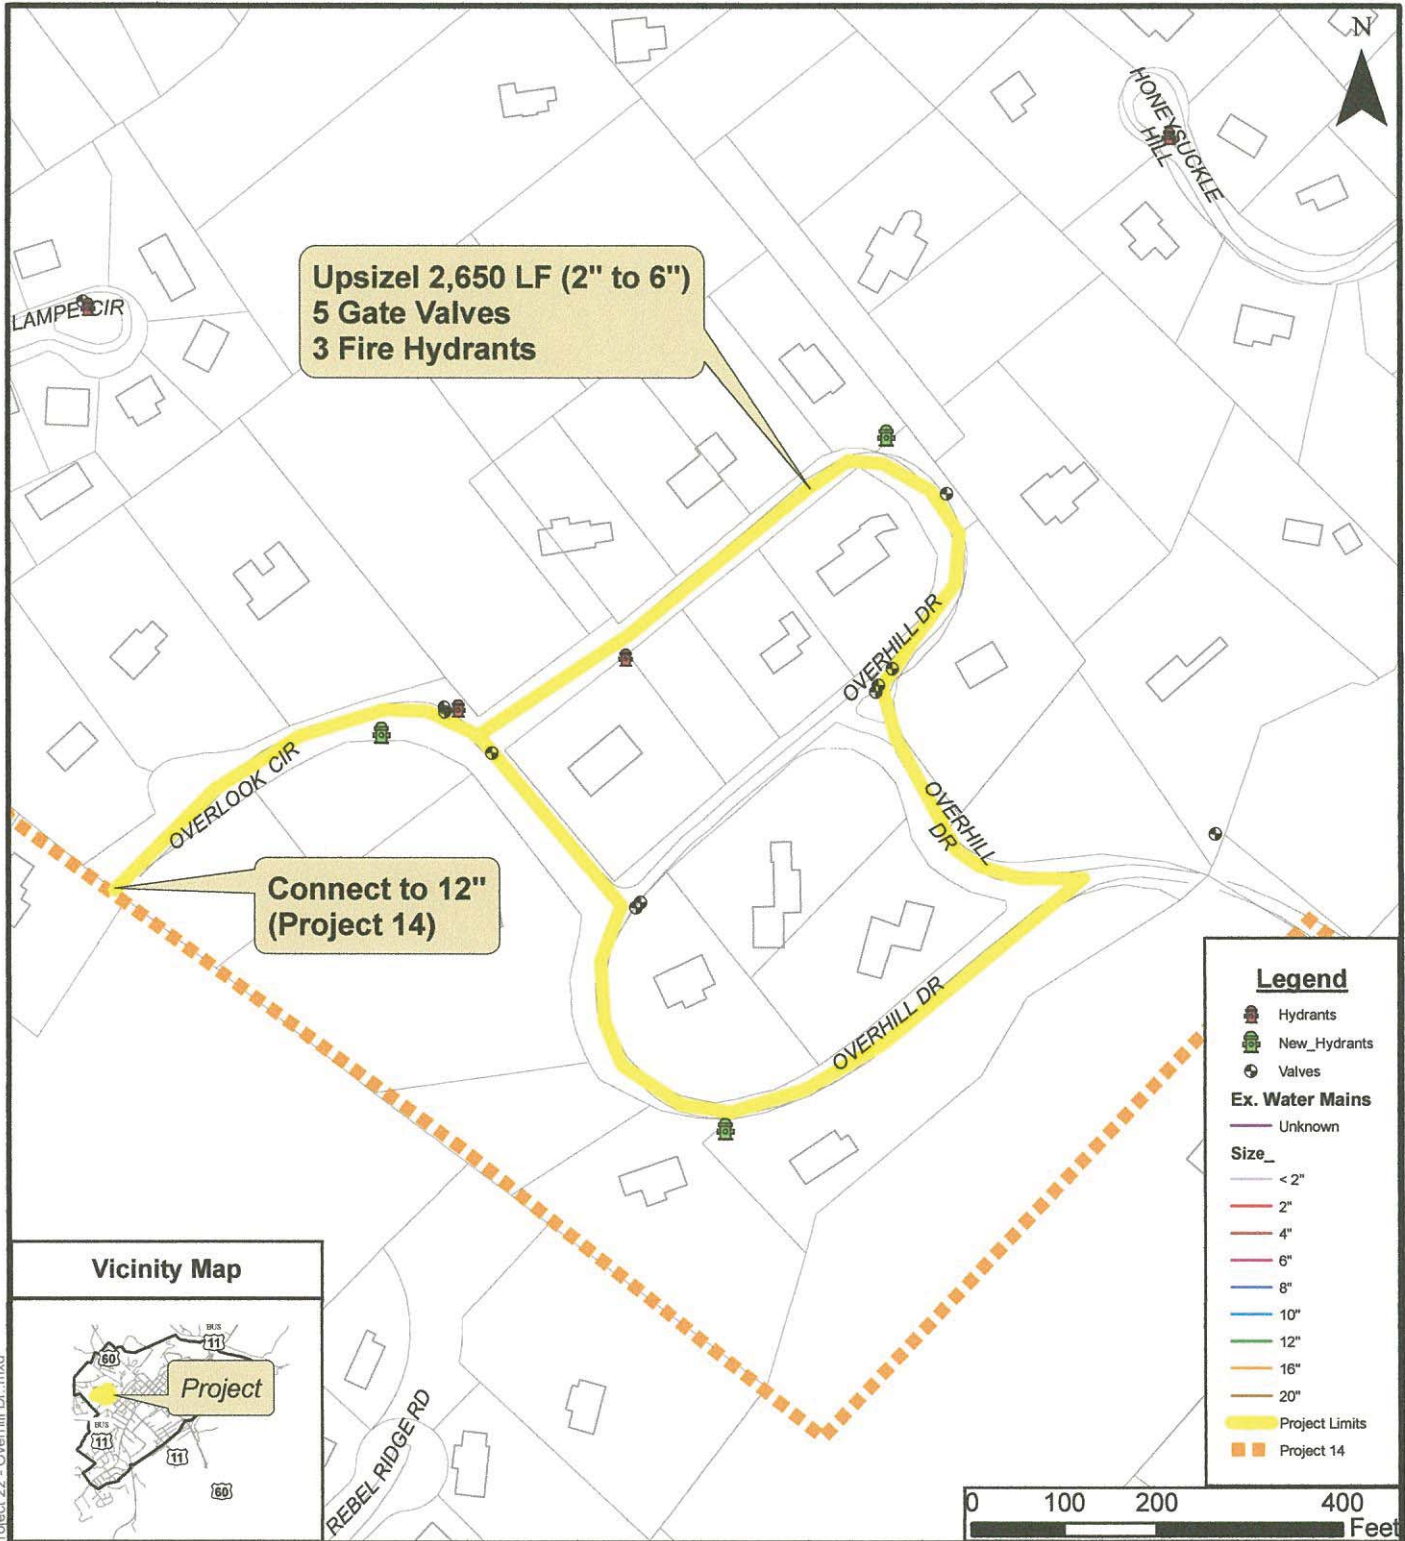 N
HONEYSUCKLE
HILL
LAMPE CIR
Upsizel 2,650 LF (2" to 6")
5 Gate Valves
3 Fire Hydrants
OVERHILL DR
OVERLOOK CIR
OVERHILL
DR
Connect to 12"
(Project 14)
OVERHILL DR
REBEL RIDGE RD
Legend
Hydrants
New_Hydrants
Valves
Ex. Water Mains
Unknown
Size_
< 2"
2"
4"
6"
8"
10"
12"
16"
20"
Project Limits
Project 14
Vicinity Map
BUS
11
60
Project
BUS
11
11
60
0 100 200 400
Feet